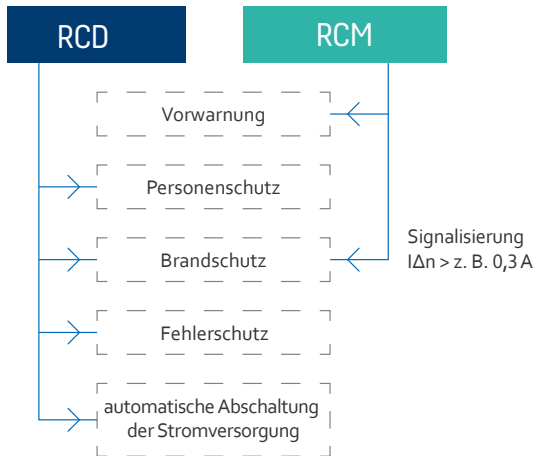 RCD
RCM
Vorwarnung
Personenschutz
Brandschutz
Signalisierung
IΔn > z. B. 0,3 A
Fehlerschutz
automatische Abschaltung
der Stromversorgung